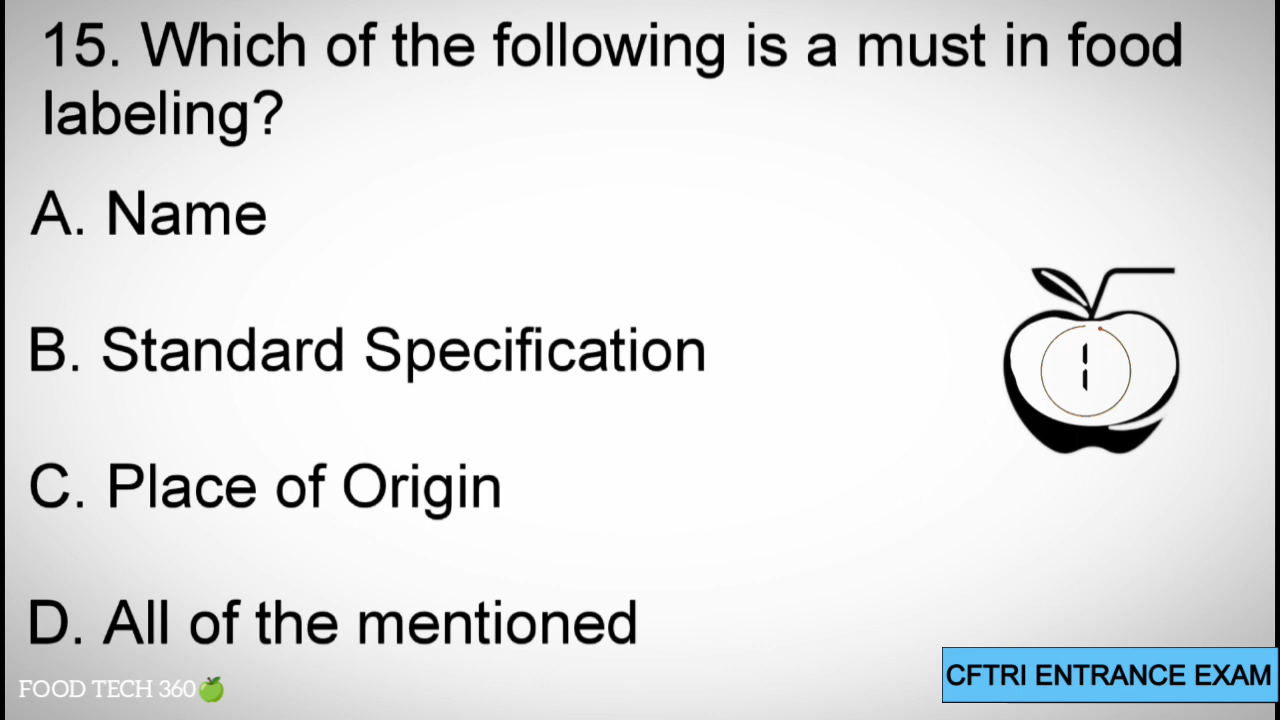 15. Which of the following is a must in food
labeling?
A. Name
B. Standard Specification
C. Place of Origin
D. All of the mentioned
1
FOOD TECH 360
CFTRI ENTRANCE EXAM